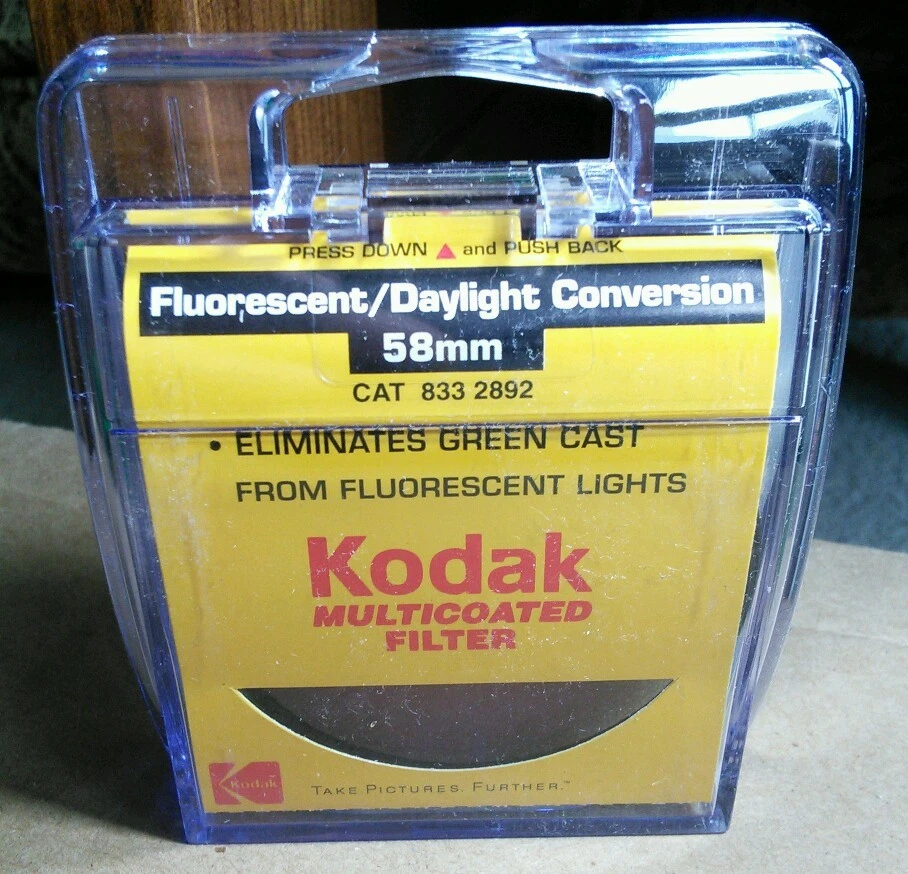 PRESS DOWN ▲ and PUSH BACK
Fluorescent/Daylight Conversion
58mm
CAT 833 2892
• ELIMINATES GREEN CAST
FROM FLUORESCENT LIGHTS
Kodak
MULTICOATED
FILTER
Kodak
TAKE PICTURES. FURTHER.™